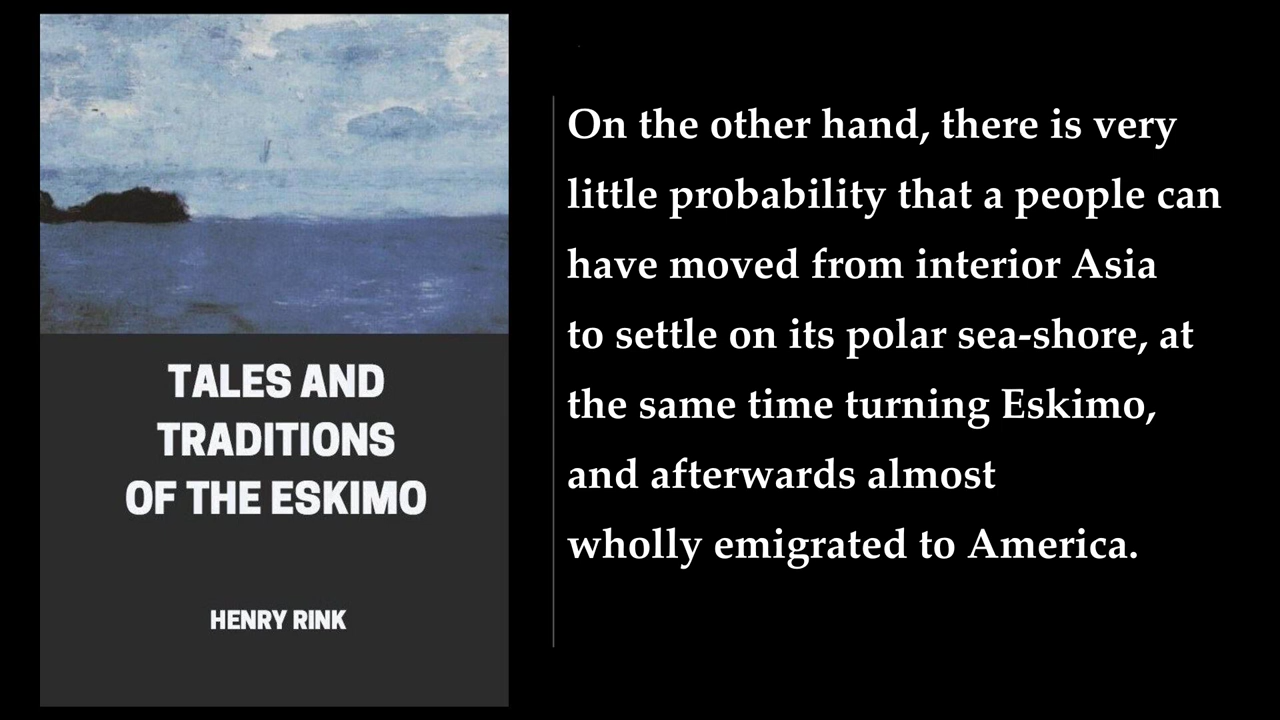 TALES AND
TRADITIONS
OF THE ESKIMO
HENRY RINK
On the other hand, there is very
little probability that a people can
have moved from interior Asia
to settle on its polar sea-shore, at
the same time turning Eskimo,
and afterwards almost
wholly emigrated to America.